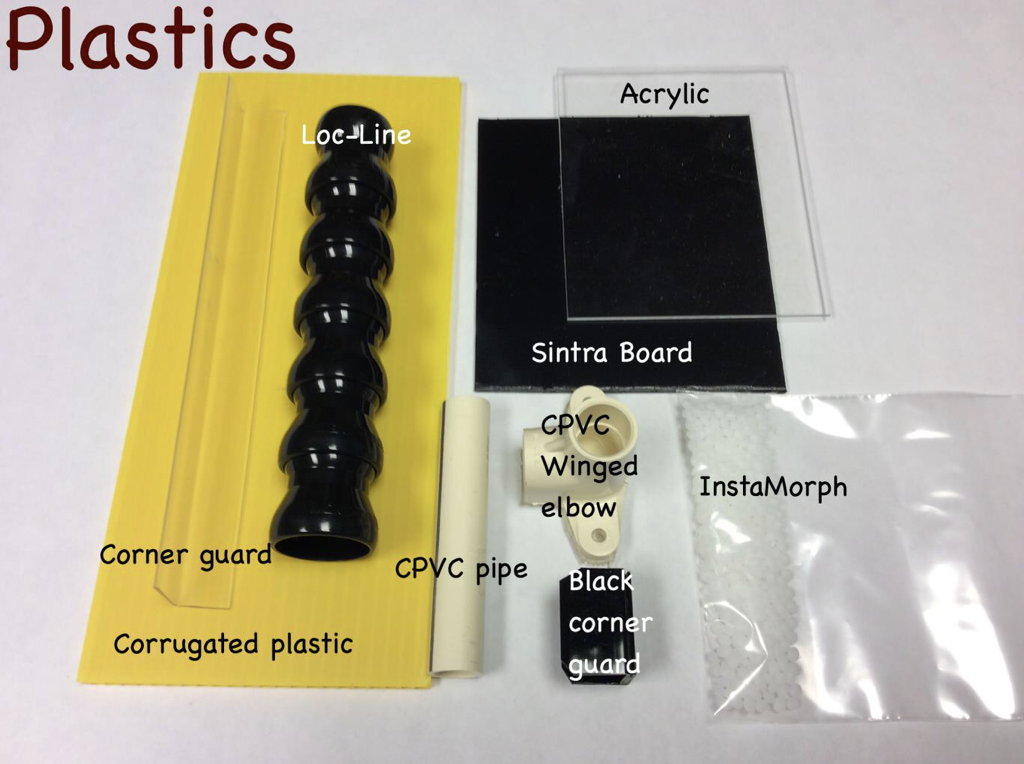 Plastics
Acrylic
Loc-Line
Sintra Board
CPVC
Winged
elbow
InstaMorph
Corner guard
CPVC pipe
Black
corner
guard
Corrugated plastic